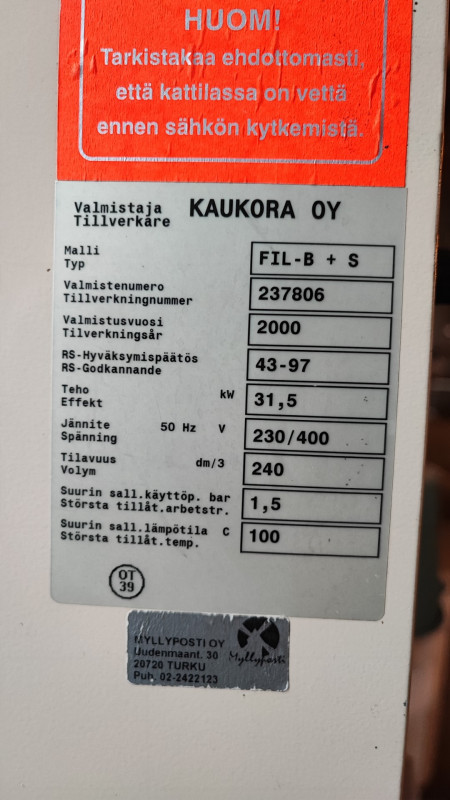 HUOM!
Tarkistakaa ehdottomasti,
että kattilassa on vettä
ennen sähkön kytkemistä.
Valmistaja
Tillverkare KAUKORA OY
Malli
Typ FIL-B + S
Valmistenumero
Tillverkningnummer 237806
Valmistusvuosi
Tilverkningsår 2000
RS-Hyväksymispäätös
RS-Godkannande 43-97
Teho kW
Effekt 31,5
Jännite 50 Hz V
Spänning 230/400
Tilavuus dm/3
Volym 240
Suurin sall.käyttöp. bar
Största tillåt.arbetstr. 1,5
Suurin sall.lämpötila C
Största tillåt.temp. 100
OT
39
MYLLYPOSTI OY
Uudenmaant. 30
20720 TURKU
Puh. 02-2422123
Myllyposti